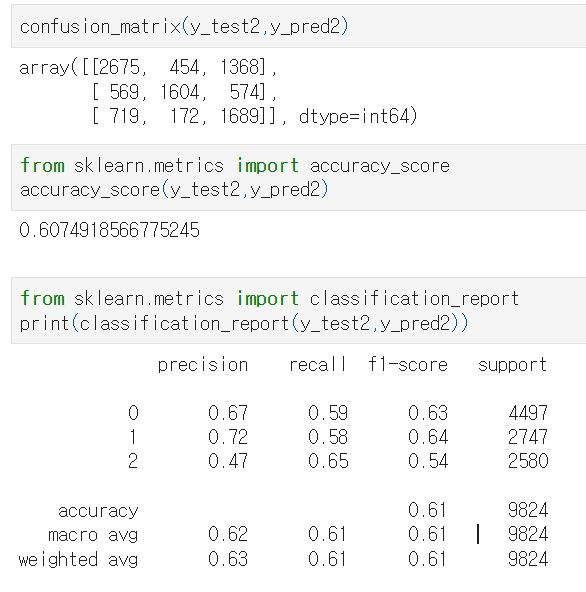 confusion_matrix(y_test2,y_pred2)
array([[2675, 454, 1368],
[ 569, 1604, 574],
[ 719, 172, 1689]], dtype=int64)
from sklearn.metrics import accuracy_score
accuracy_score(y_test2,y_pred2)
0.6074918566775245
from sklearn.metrics import classification_report
print(classification_report(y_test2,y_pred2))
precision recall f1-score support
0 0.67 0.59 0.63 4497
1 0.72 0.58 0.64 2747
2 0.47 0.65 0.54 2580
accuracy 0.61 9824
macro avg 0.62 0.61 0.61 9824
weighted avg 0.63 0.61 0.61 9824